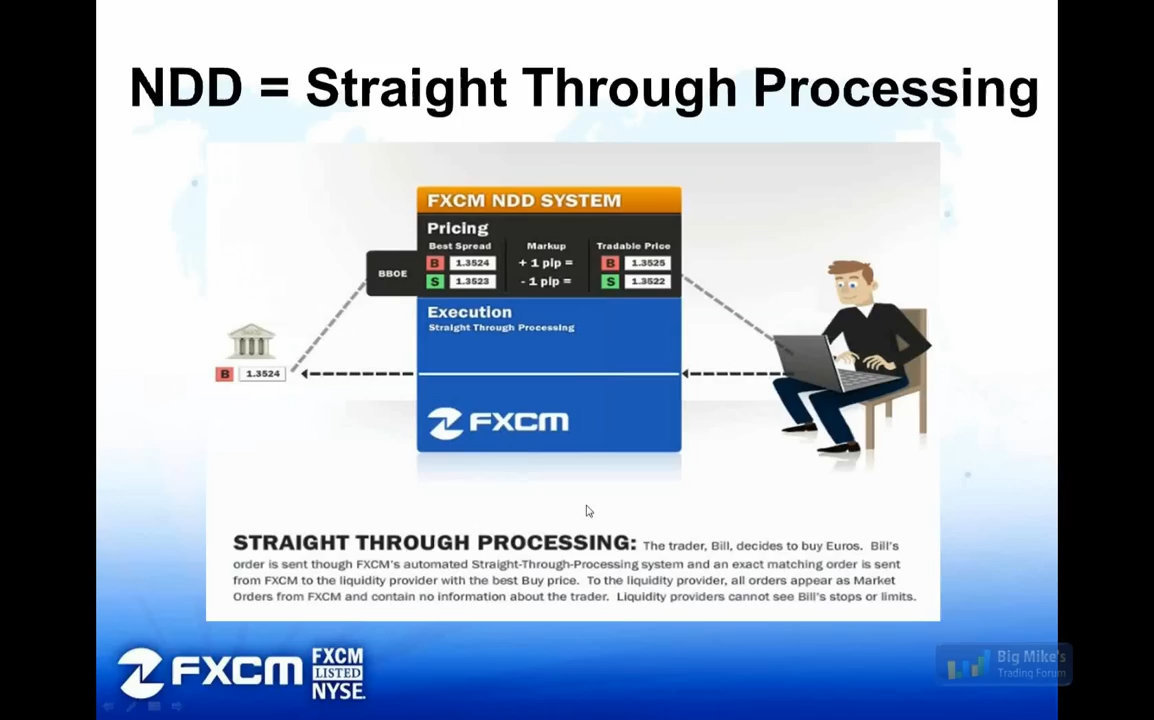 NDD = Straight Through Processing
FXCM NDD SYSTEM
Pricing
Best Spread Markup Tradable Price
BBOE
B 1.3524 + 1 pip = B 1.3525
S 1.3523 - 1 pip = S 1.3522
Execution
Straight Through Processing
B 1.3524
FXCM
STRAIGHT THROUGH PROCESSING: The trader, Bill, decides to buy Euros. Bill's
order is sent though FXCM's automated Straight-Through-Processing system and an exact matching order is sent
from FXCM to the liquidity provider with the best Buy price. To the liquidity provider, all orders appear as Market
Orders from FXCM and contain no information about the trader. Liquidity providers cannot see Bill's stops or limits.
FXCM
FXCM
LISTED
NYSE.
Big Mike's
Trading Forum